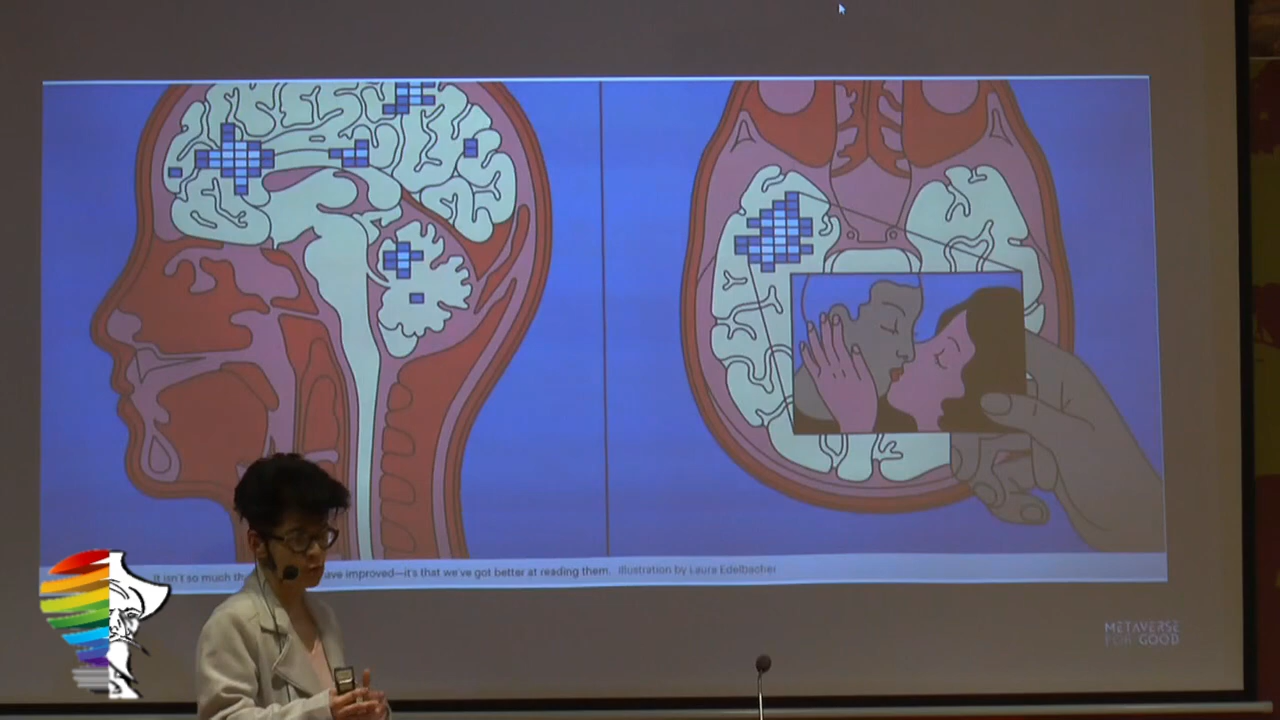 It isn't so much th ave improved—it's that we've got better at reading them. Illustration by Laura Edelbacher
METAVERSE
FOR GOOD